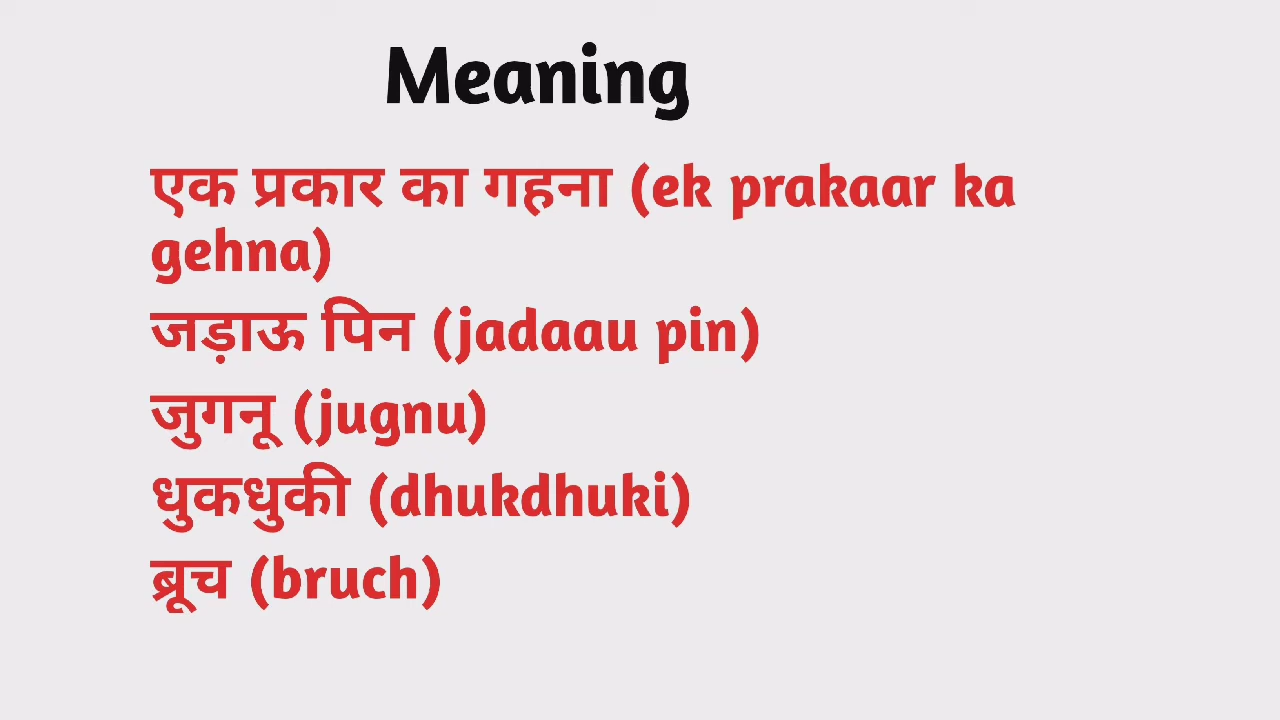 Meaning
एक प्रकार का गहना (ek prakaar ka
gehna)
जड़ाऊ पिन (jadaau pin)
जुगनू (jugnu)
धुकधुकी (dhukdhuki)
ब्रूच (bruch)